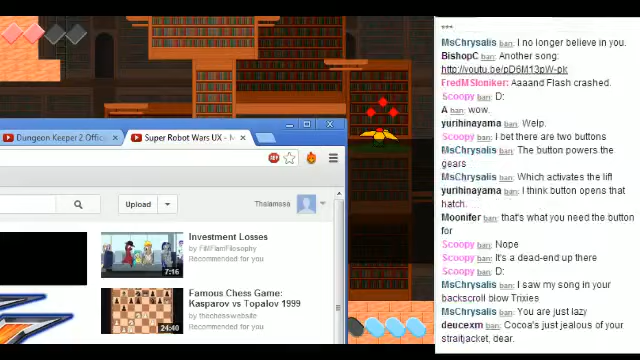 ***
MsChrysalis ban: I no longer believe in you.
BishopC ban: Another song:
http://youtu.be/pD6M13pW-pk
FredMSloniker: Aaaand Flash crashed.
Scoopy ban: D:
A ban: wow.
yurihinayama ban: Welp.
Scoopy ban: I bet there are two buttons
MsChrysalis ban: The button powers the
gears
MsChrysalis ban: Which activates the lift
yurihinayama ban: I think button opens that
hatch.
Moonifer ban: that's what you need the button
for
Scoopy ban: Nope
Scoopy ban: It's a dead-end up there
Scoopy ban: D:
MsChrysalis ban: I saw my song in your
backscroll blow Trixies
MsChrysalis ban: You are just lazy
deucexm ban: Cocoa's just jealous of your
straitjacket, dear.
Dungeon Keeper 2 Offic
Super Robot Wars UX - M
ABP
Upload
Thalamssa
Investment Losses
by FlimFlamFilosophy
Recommended for you
7:16
Famous Chess Game:
Kasparov vs Topalov 1999
by thechesswebsite
Recommended for you
24:40